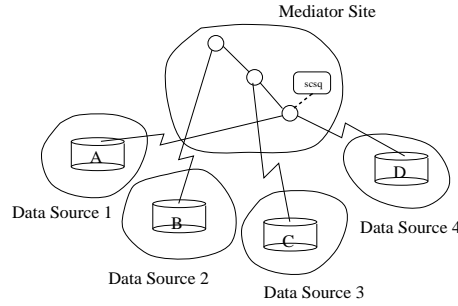 Mediator Site
scsq
A
D
Data Source 1
B
C
Data Source 4
Data Source 2
Data Source 3